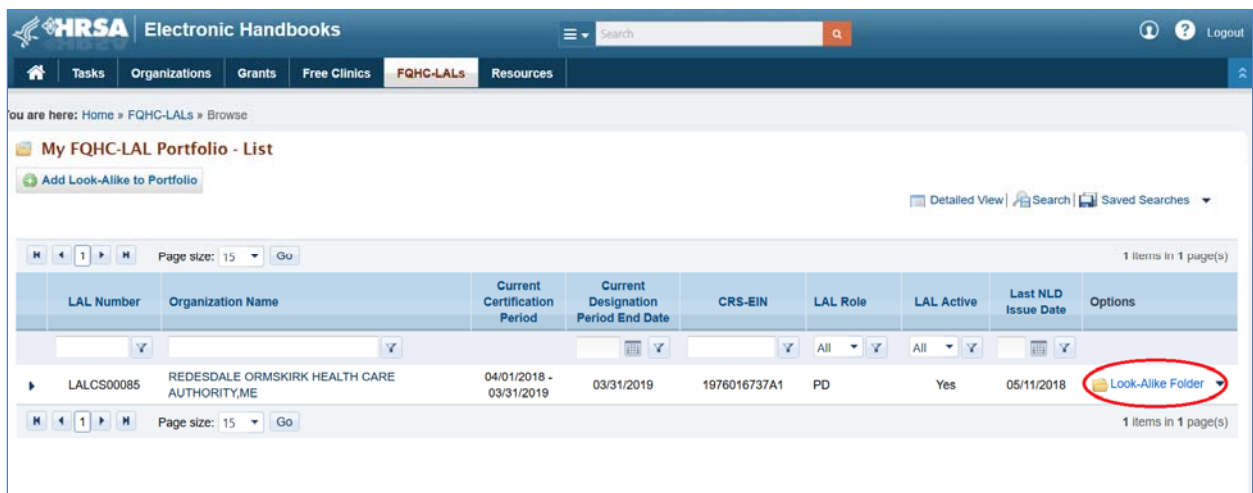 HRSA Electronic Handbooks Search Logout
Tasks Organizations Grants Free Clinics FQHC-LALs Resources
You are here: Home » FQHC-LALs » Browse
My FQHC-LAL Portfolio - List
Add Look-Alike to Portfolio
Detailed View | Search | Saved Searches
1 Page size: 15 Go 1 items in 1 page(s)
LAL Number Organization Name Current Certification Period Current Designation Period End Date CRS-EIN LAL Role LAL Active Last NLD Issue Date Options
All All
LALCS00085 REDESDALE ORMSKIRK HEALTH CARE AUTHORITY,ME 04/01/2018 - 03/31/2019 03/31/2019 1976016737A1 PD Yes 05/11/2018 Look-Alike Folder
1 Page size: 15 Go 1 items in 1 page(s)